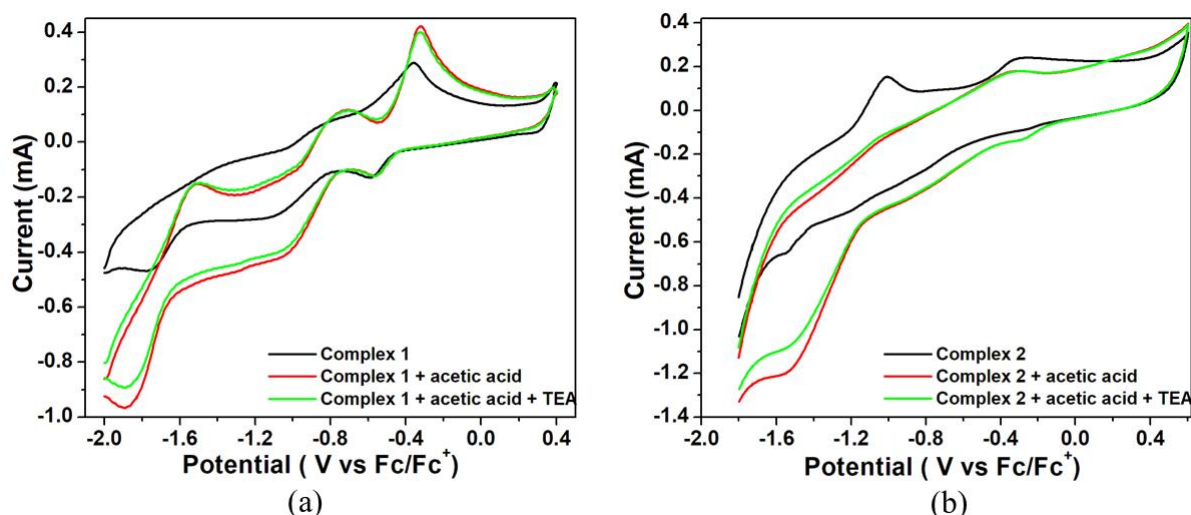 0.4
0.2
0.0
-0.2
-0.4
-0.6
-0.8
-1.0
Current (mA)
Complex 1
Complex 1 + acetic acid
Complex 1 + acetic acid + TEA
-2.0 -1.6 -1.2 -0.8 -0.4 0.0 0.4
Potential ( V vs Fc/Fc+)
(a)
0.4
0.2
0.0
-0.2
-0.4
-0.6
-0.8
-1.0
-1.2
-1.4
Current (mA)
Complex 2
Complex 2 + acetic acid
Complex 2 + acetic acid + TEA
-2.0 -1.6 -1.2 -0.8 -0.4 0.0 0.4
Potential ( V vs Fc/Fc+)
(b)